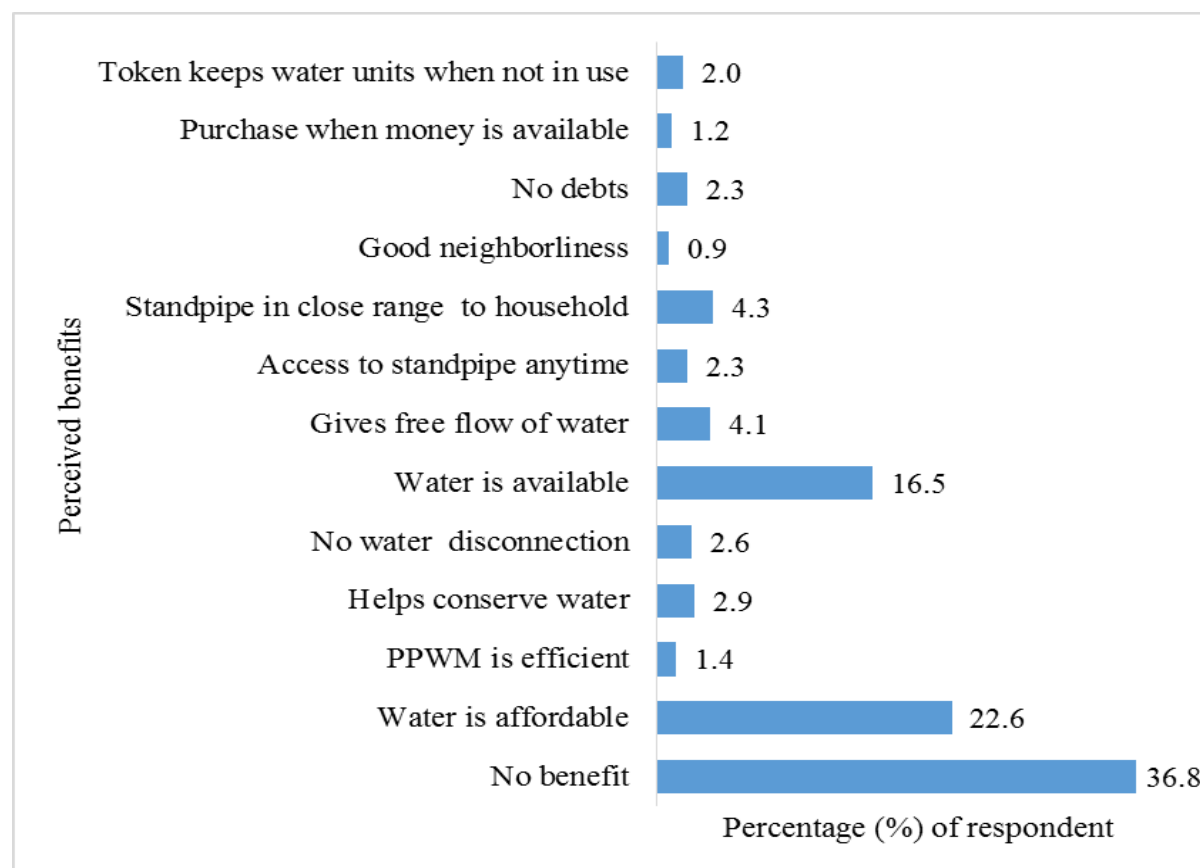 Token keeps water units when not in use 2.0
Purchase when money is available 1.2
No debts 2.3
Good neighborliness 0.9
Standpipe in close range to household 4.3
Access to standpipe anytime 2.3
Gives free flow of water 4.1
Water is available 16.5
No water disconnection 2.6
Helps conserve water 2.9
PPWM is efficient 1.4
Water is affordable 22.6
No benefit 36.8
Perceived benefits
Percentage (%) of respondent